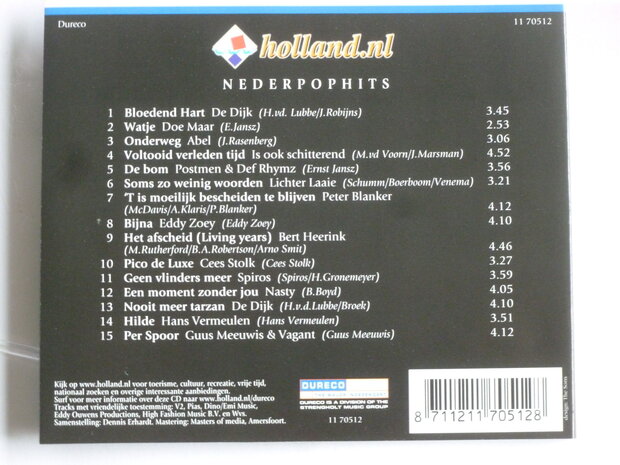 Dureco
11 70512
holland.nl
NEDERPOPHITS
1 Bloedend Hart De Dijk (H.vd. Lubbe/J.Robijns) 3.45
2 Watje Doe Maar (E.Jansz) 2.53
3 Onderweg Abel (J.Rasenberg) 3.06
4 Voltooid verleden tijd Is ook schitterend (M.vd Voorn/J.Marsman) 4.52
5 De bom Postmen & Def Rhymz (Ernst Jansz) 3.56
6 Soms zo weinig woorden Lichter Laaie (Schumm/Boerboom/Venema) 3.21
7 'T is moeilijk bescheiden te blijven Peter Blanker
(McDavis/A.Klaris/P.Blanker) 4.12
8 Bijna Eddy Zoey (Eddy Zoey) 4.10
9 Het afscheid (Living years) Bert Heerink
(M.Rutherford/B.A.Robertson/Arno Smit) 4.46
10 Pico de Luxe Cees Stolk (Cees Stolk) 3.27
11 Geen vlinders meer Spiros (Spiros/H.Gronemeyer) 3.59
12 Een moment zonder jou Nasty (B.Boyd) 4.05
13 Nooit meer tarzan De Dijk (H.v.d.Lubbe/Broek) 4.10
14 Hilde Hans Vermeulen (Hans Vermeulen) 3.51
15 Per Spoor Guus Meeuwis & Vagant (Guus Meeuwis) 4.12
Kijk op www.holland.nl voor toerisme, cultuur, recreatie, vrije tijd,
nationaal zoeken en overige interessante aanbiedingen.
Surf voor meer informatie over deze CD naar www.holland.nl/dureco
Tracks met vriendelijke toestemming: V2, Pias, Dino/Emi Music,
Eddy Ouwens Productions, High Fashion Music B.V. en Wvs.
Samenstelling: Dennis Erhardt. Mastering: Masters of media, Amersfoort.
DURECO
DURECO IS A DIVISION OF THE
STRENGHOLT MUSIC GROUP
11 70512
8 711211 705128